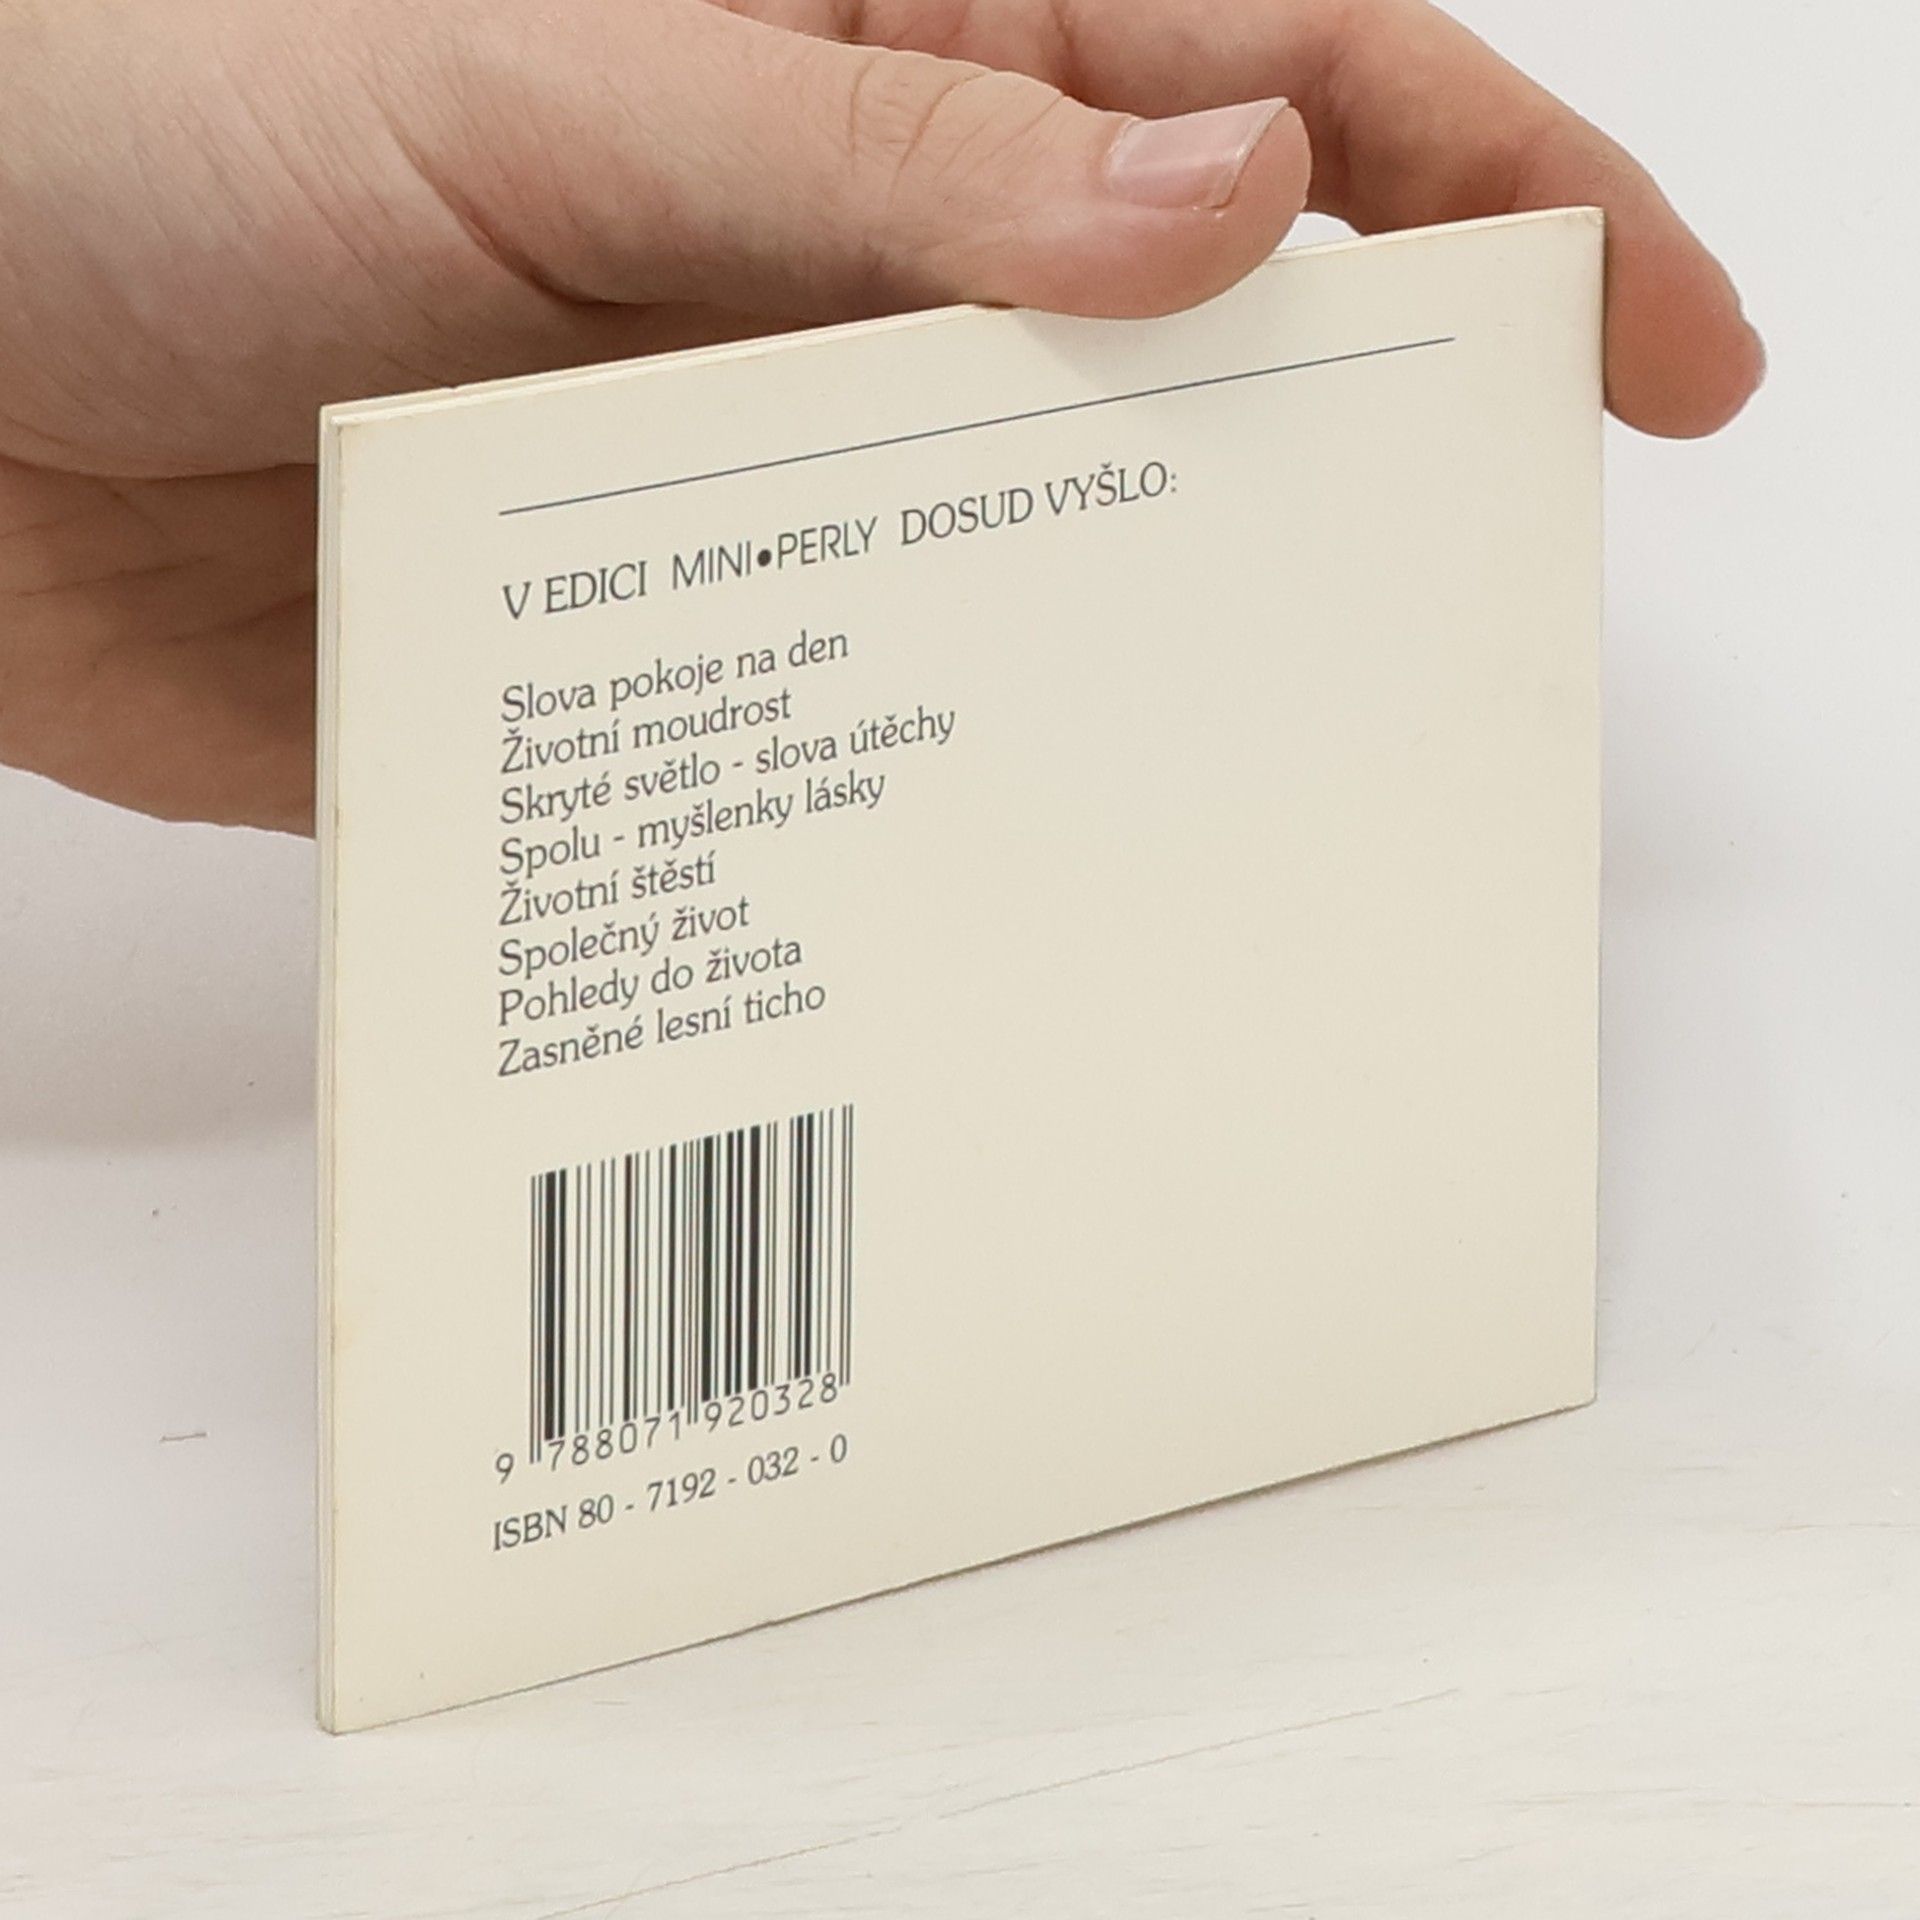 V EDICI MINI•PERLY DOSUD VYŠLO:
Slova pokoje na den
Životní moudrost
Skryté světlo - slova útěchy
Spolu - myšlenky lásky
Životní štěstí
Společný život
Pohledy do života
Zasněné lesní ticho
9 788071 920328
ISBN 80 - 7192 - 032 - 0